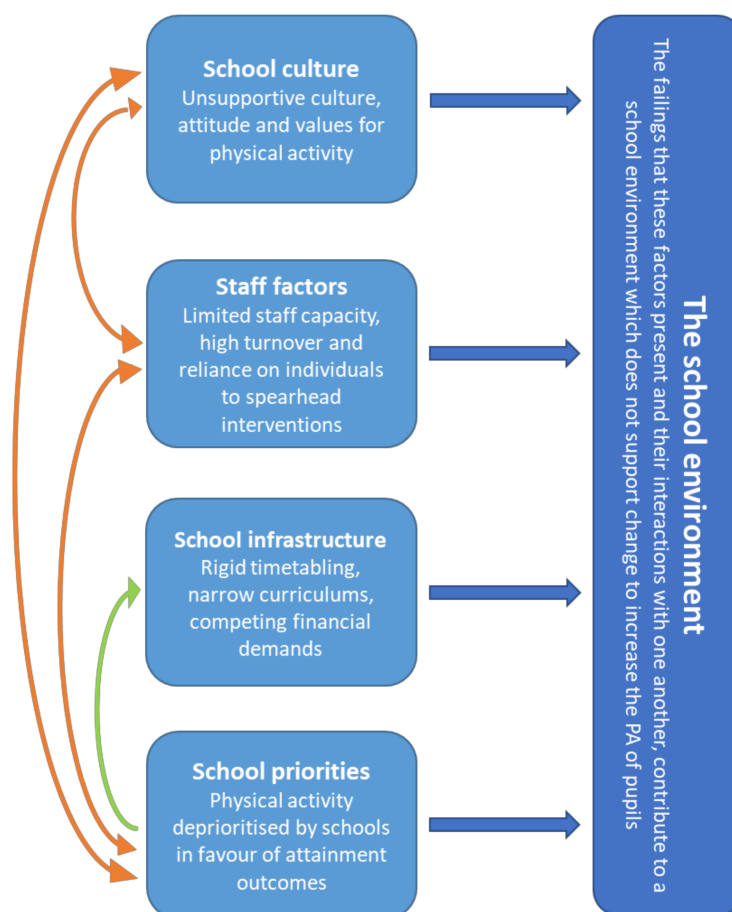 School culture
Unsupportive culture,
attitude and values for
physical activity
Staff factors
Limited staff capacity,
high turnover and
reliance on individuals
to spearhead
interventions
School infrastructure
Rigid timetabling,
narrow curriculums,
competing financial
demands
School priorities
Physical activity
deprioritised by schools
in favour of attainment
outcomes
The school environment
The failings that these factors present and their interactions with one another, contribute to a
school environment which does not support change to increase the PA of pupils